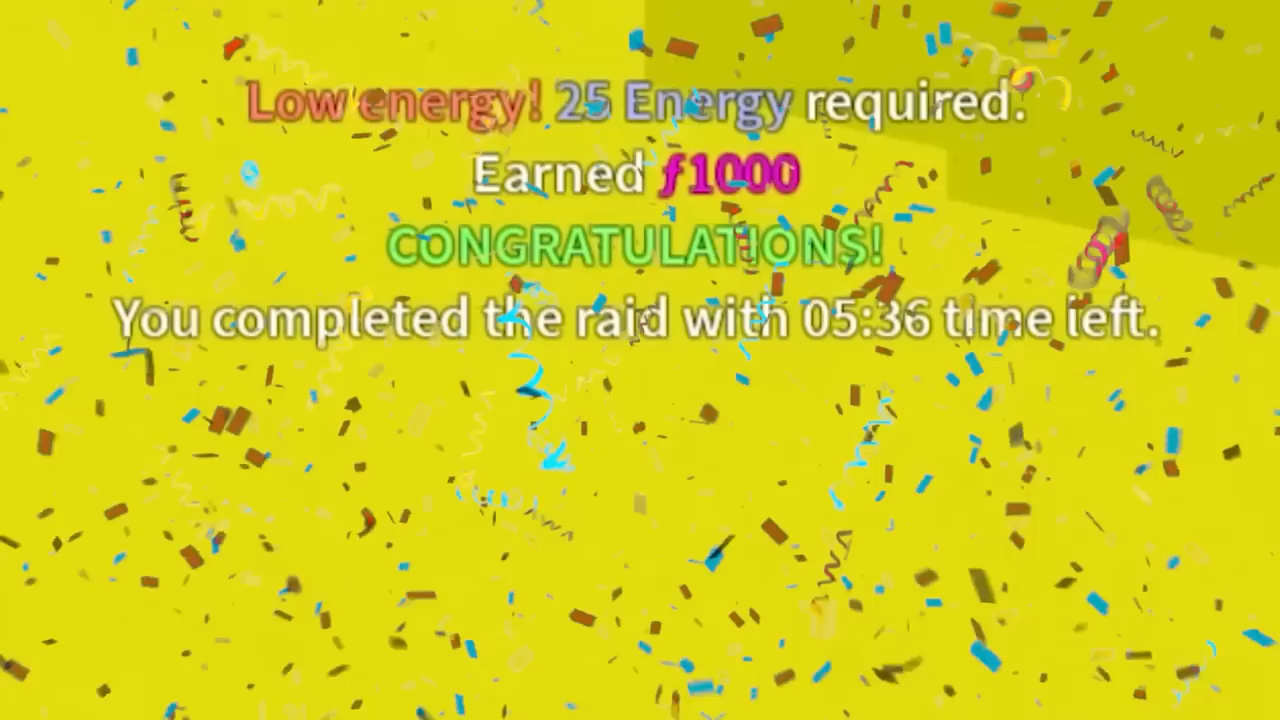 Low energy! 25 Energy required.
Earned ƒ1000
CONGRATULATIONS!
You completed the raid with 05:36 time left.